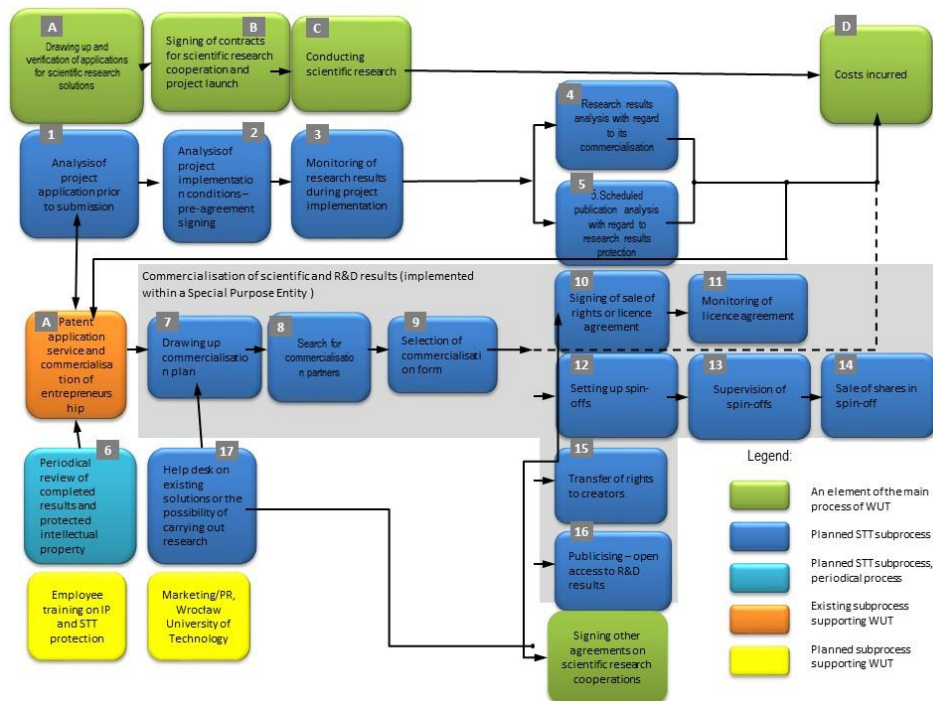 A
Drawing up and
verification of applications
for scientific research
solutions
B
Signing of contracts
for scientific research
cooperation and
project launch
C
Conducting
scientific research
D
Costs incurred
1
Analysisof
project
application prior
to submission
2
Analysisof
project
implementatio
n conditions –
pre-agreement
signing
3
Monitoring of
research results
during project
implementation
4
Research results
analysis with regard
to its
commercialisation
5
5.Scheduled
publication analysis
with regard to
research results
protection
Commercialisation of scientific and R&D results (implemented
within a Special Purpose Entity )
A
Patent
application
service and
commercialisa
tion of
entrepreneurs
hip
7
Drawing up
commercialisa
tion plan
8
Search for
commercialisatio
n partners
9
Selection of
commercialisati
on form
10
Signing of sale of
rights or licence
agreement
11
Monitoring of
licence agreement
12
Setting up spin-
offs
13
Supervision of
spin-offs
14
Sale of shares in
spin-off
6
Periodical
review of
completed
results and
protected
intellectual
property
17
Help desk on
existing
solutions or the
possibility of
carrying out
research
15
Transfer of rights
to creators
16
Publicising – open
access to R&D
results
Employee
training on IP
and STT
protection
Marketing/PR,
Wrocław
University of
Technology
Signing other
agreements on
scientific research
cooperations
Legend:
An element of the main
process of WUT
Planned STT subprocess
Planned STT subprocess,
periodical process
Existing subprocess
supporting WUT
Planned subprocess
supporting WUT